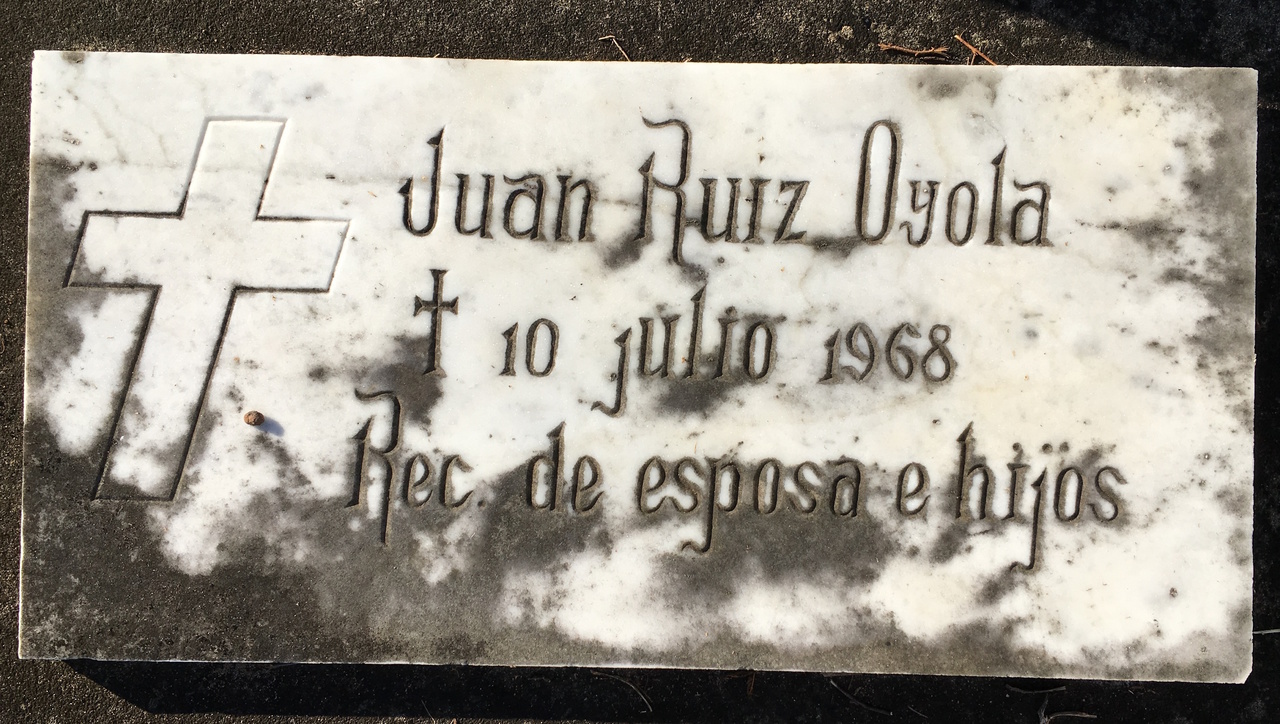 Juan Ruiz Oyola
† 10 julio 1968
Rec. de esposa e hijos